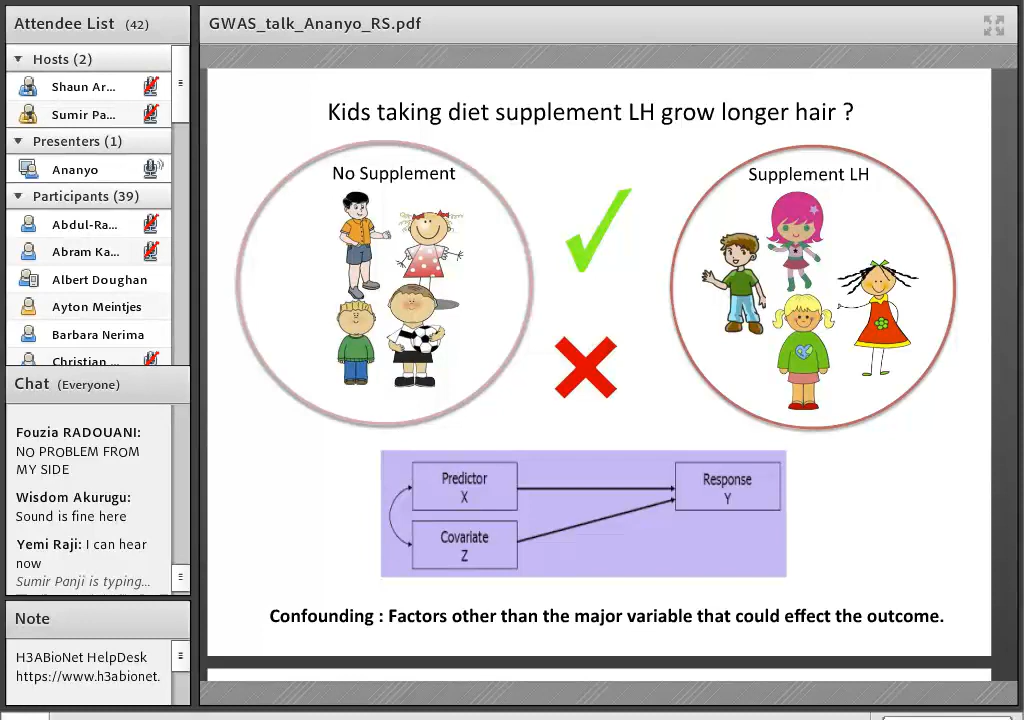 Attendee List (42)
Hosts (2)
Shaun Ar...
Sumir Pa...
Presenters (1)
Ananyo
Participants (39)
Abdul-Ra...
Abram Ka...
Albert Doughan
Ayton Meintjes
Barbara Nerima
Christian ...
Chat (Everyone)
Fouzia RADOUANI:
NO PROBLEM FROM
MY SIDE
Wisdom Akurugu:
Sound is fine here
Yemi Raji: I can hear
now
Sumir Panji is typing...
Note
H3ABioNet HelpDesk
https://www.h3abionet.
GWAS_talk_Ananyo_RS.pdf
Kids taking diet supplement LH grow longer hair ?
No Supplement
Supplement LH
Predictor
X
Response
Y
Covariate
Z
Confounding : Factors other than the major variable that could effect the outcome.